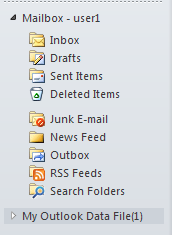 Mailbox - user1
Inbox
Drafts
Sent Items
Deleted Items
Junk E-mail
News Feed
Outbox
RSS Feeds
Search Folders
My Outlook Data File(1)